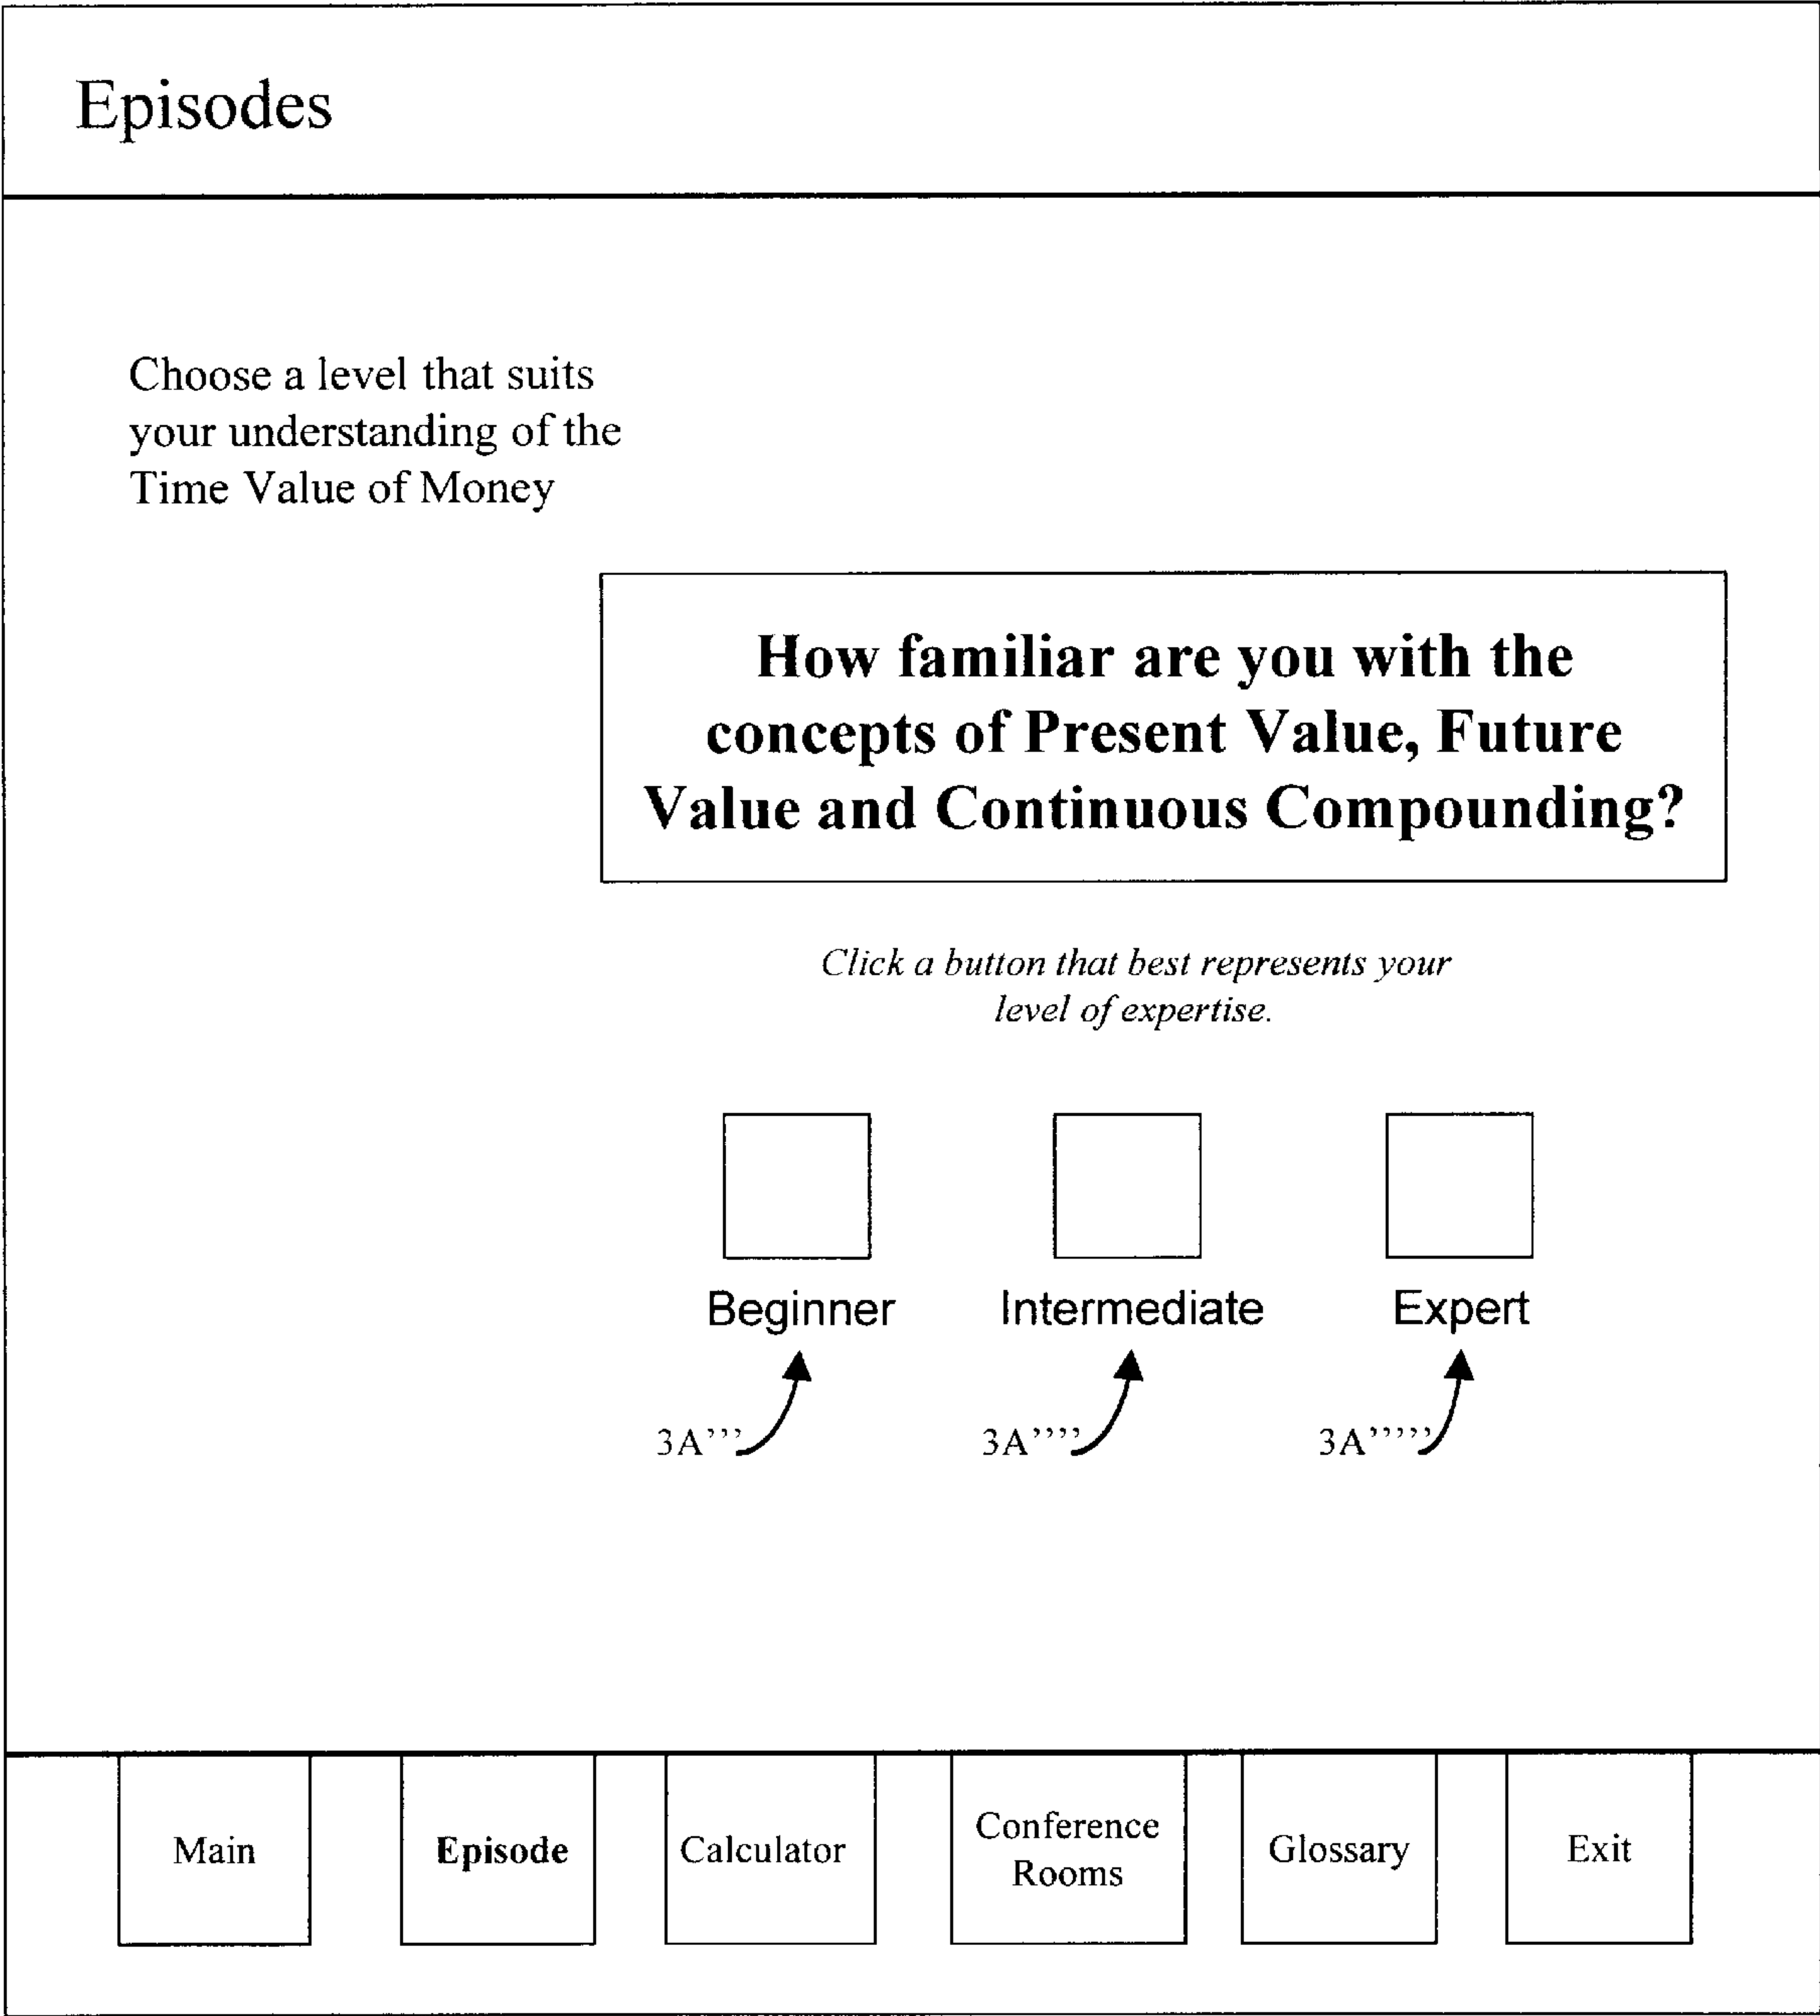 Episodes
Choose a level that suits
your understanding of the
Time Value of Money
How familiar are you with the
concepts of Present Value, Future
Value and Continuous Compounding?
Click a button that best represents your
level of expertise.
Beginner Intermediate Expert
3A’’’ 3A’’’’ 3A’’’’’
Main Episode Calculator Conference Rooms Glossary Exit